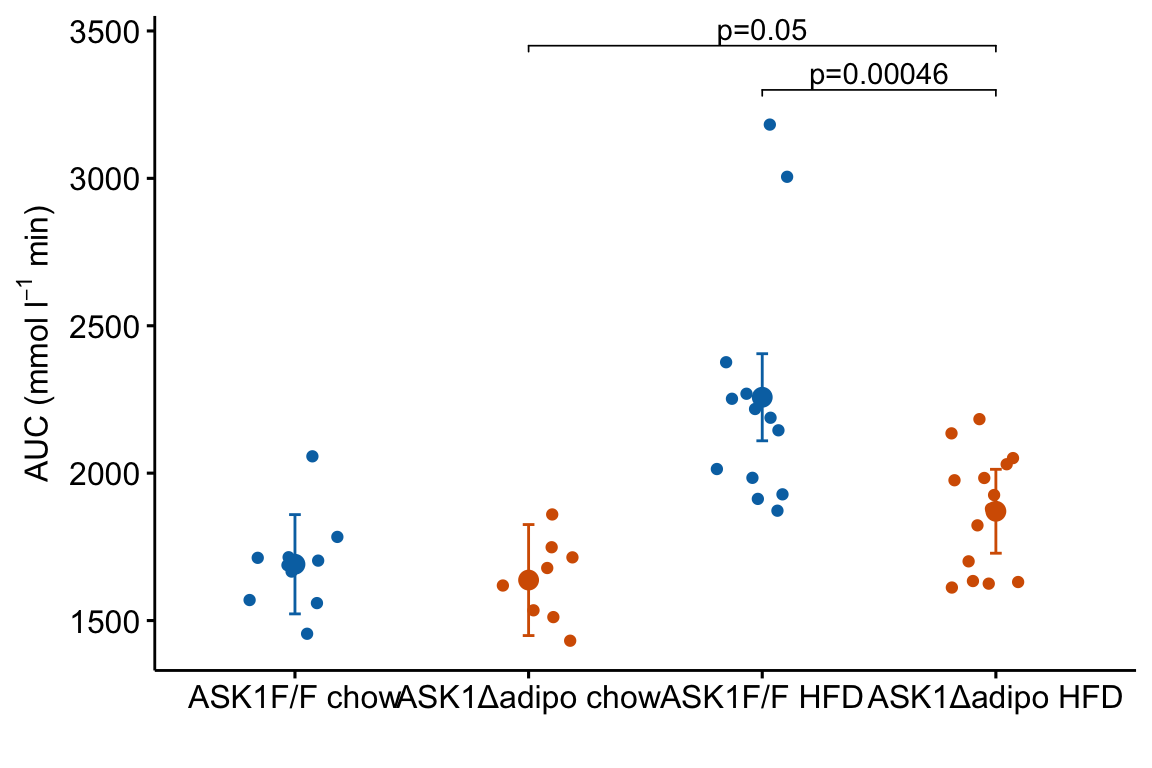 3500
p=0.05
p=0.00046
3000
2500
2000
1500
AUC (mmol l⁻¹ min)
ASK1F/F chow
ASK1Δadipo chow
ASK1F/F HFD
ASK1Δadipo HFD